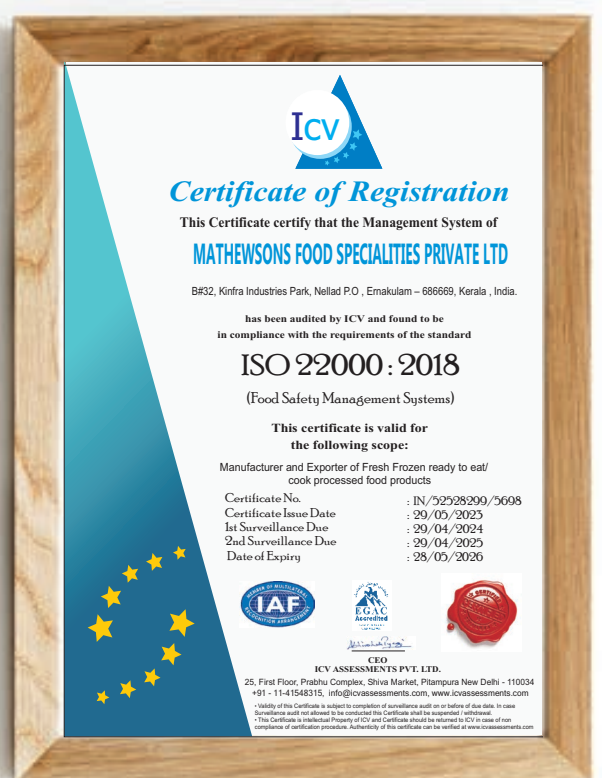 ICV
Certificate of Registration
This Certificate certify that the Management System of
MATHEWSONS FOOD SPECIALITIES PRIVATE LTD
B#32, Kinfra Industries Park, Nellad P.O , Ernakulam – 686669, Kerala , India.
has been audited by ICV and found to be
in compliance with the requirements of the standard
ISO 22000 : 2018
(Food Safety Management Systems)
This certificate is valid for
the following scope:
Manufacturer and Exporter of Fresh Frozen ready to eat/
cook processed food products
Certificate No. : IN/52528299/5698
Certificate Issue Date : 29/05/2023
1st Surveillance Due : 29/04/2024
2nd Surveillance Due : 29/04/2025
Date of Expiry : 28/05/2026
MEMBER OF MULTILATERAL
IAF
RECOGNITION ARRANGEMENT
EGAC
Accredited
CERTIFIED
CEO
ICV ASSESSMENTS PVT. LTD.
25, First Floor, Prabhu Complex, Shiva Market, Pitampura New Delhi - 110034
+91 - 11-41548315, info@icvassessments.com, www.icvassessments.com
• Validity of this Certificate is subject to completion of surveillance audit on or before of due date. In case
Surveillance audit not allowed to be conducted this Certificate shall be suspended / withdrawal.
• This Certificate is intellectual Property of ICV and Certificate should be returned to ICV in case of non
compliance of certification procedure. Authenticity of this certificate can be verified at www.icvassessments.com